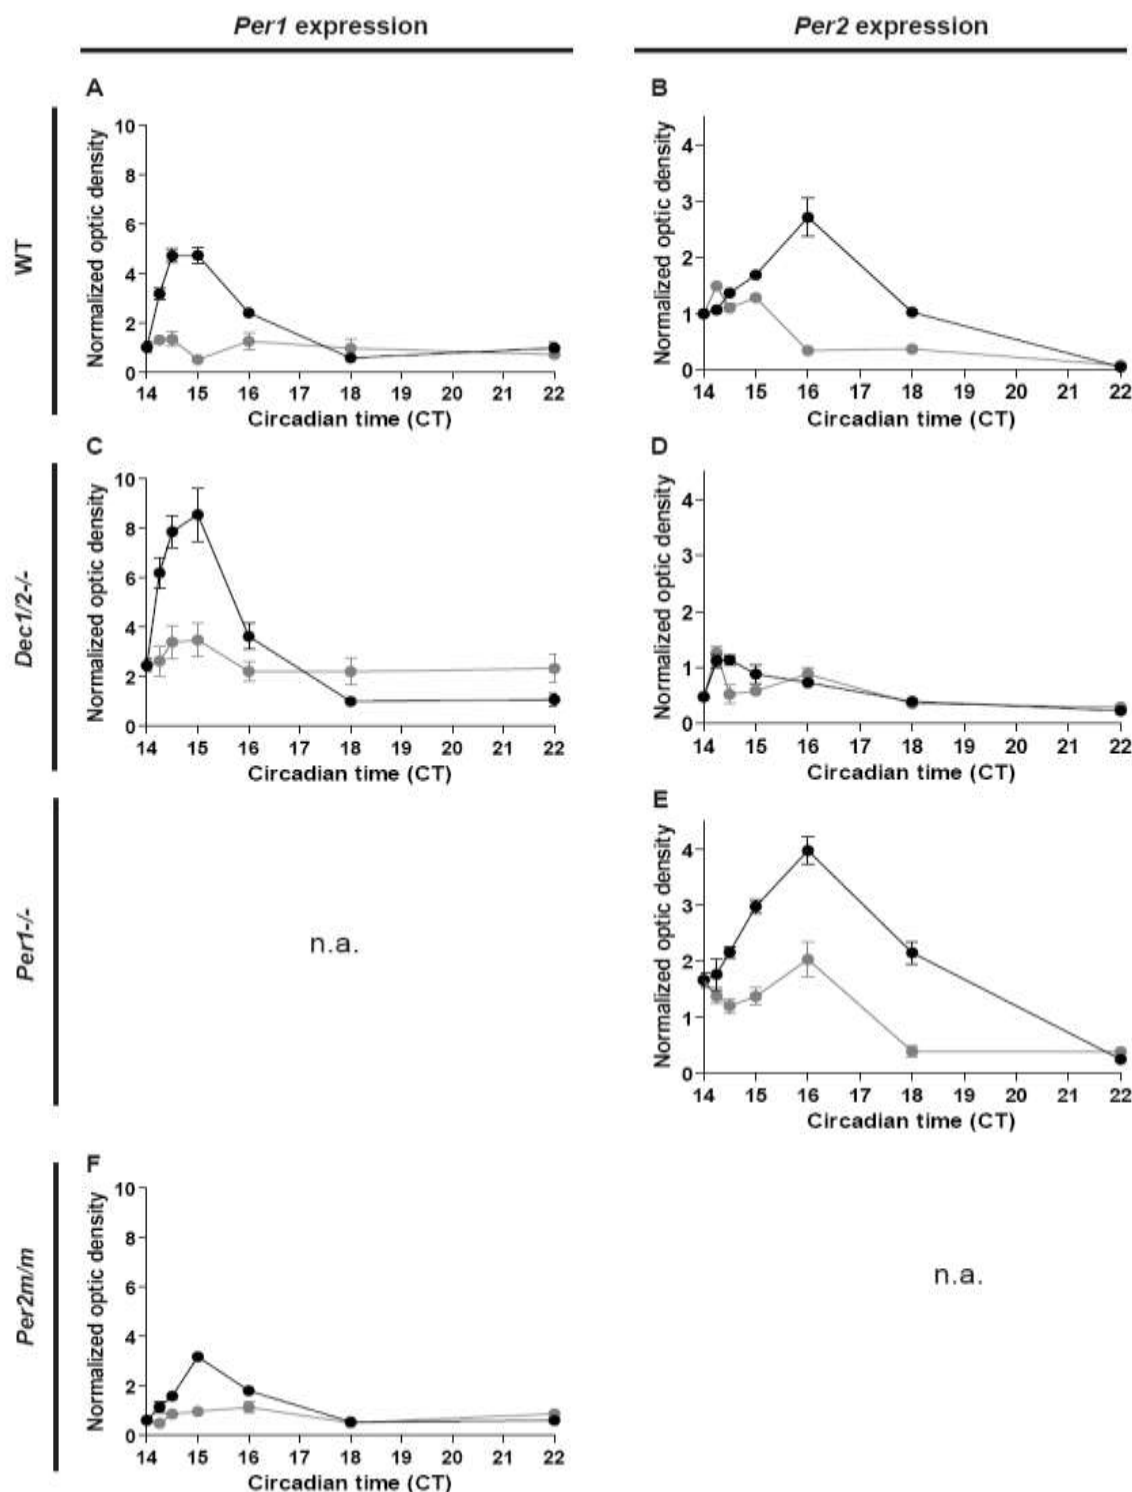 Per1 expression
Per2 expression
WT
A
Normalized optic density
10
8
6
4
2
0
14 15 16 17 18 19 20 21 22
Circadian time (CT)
B
Normalized optic density
4
3
2
1
0
14 15 16 17 18 19 20 21 22
Circadian time (CT)
Dec1/2-/-
C
Normalized optic density
10
8
6
4
2
0
14 15 16 17 18 19 20 21 22
Circadian time (CT)
D
Normalized optic density
4
3
2
1
0
14 15 16 17 18 19 20 21 22
Circadian time (CT)
Per1-/-
n.a.
E
Normalized optic density
4
3
2
1
0
14 15 16 17 18 19 20 21 22
Circadian time (CT)
Per2m/m
F
Normalized optic density
10
8
6
4
2
0
14 15 16 17 18 19 20 21 22
Circadian time (CT)
n.a.